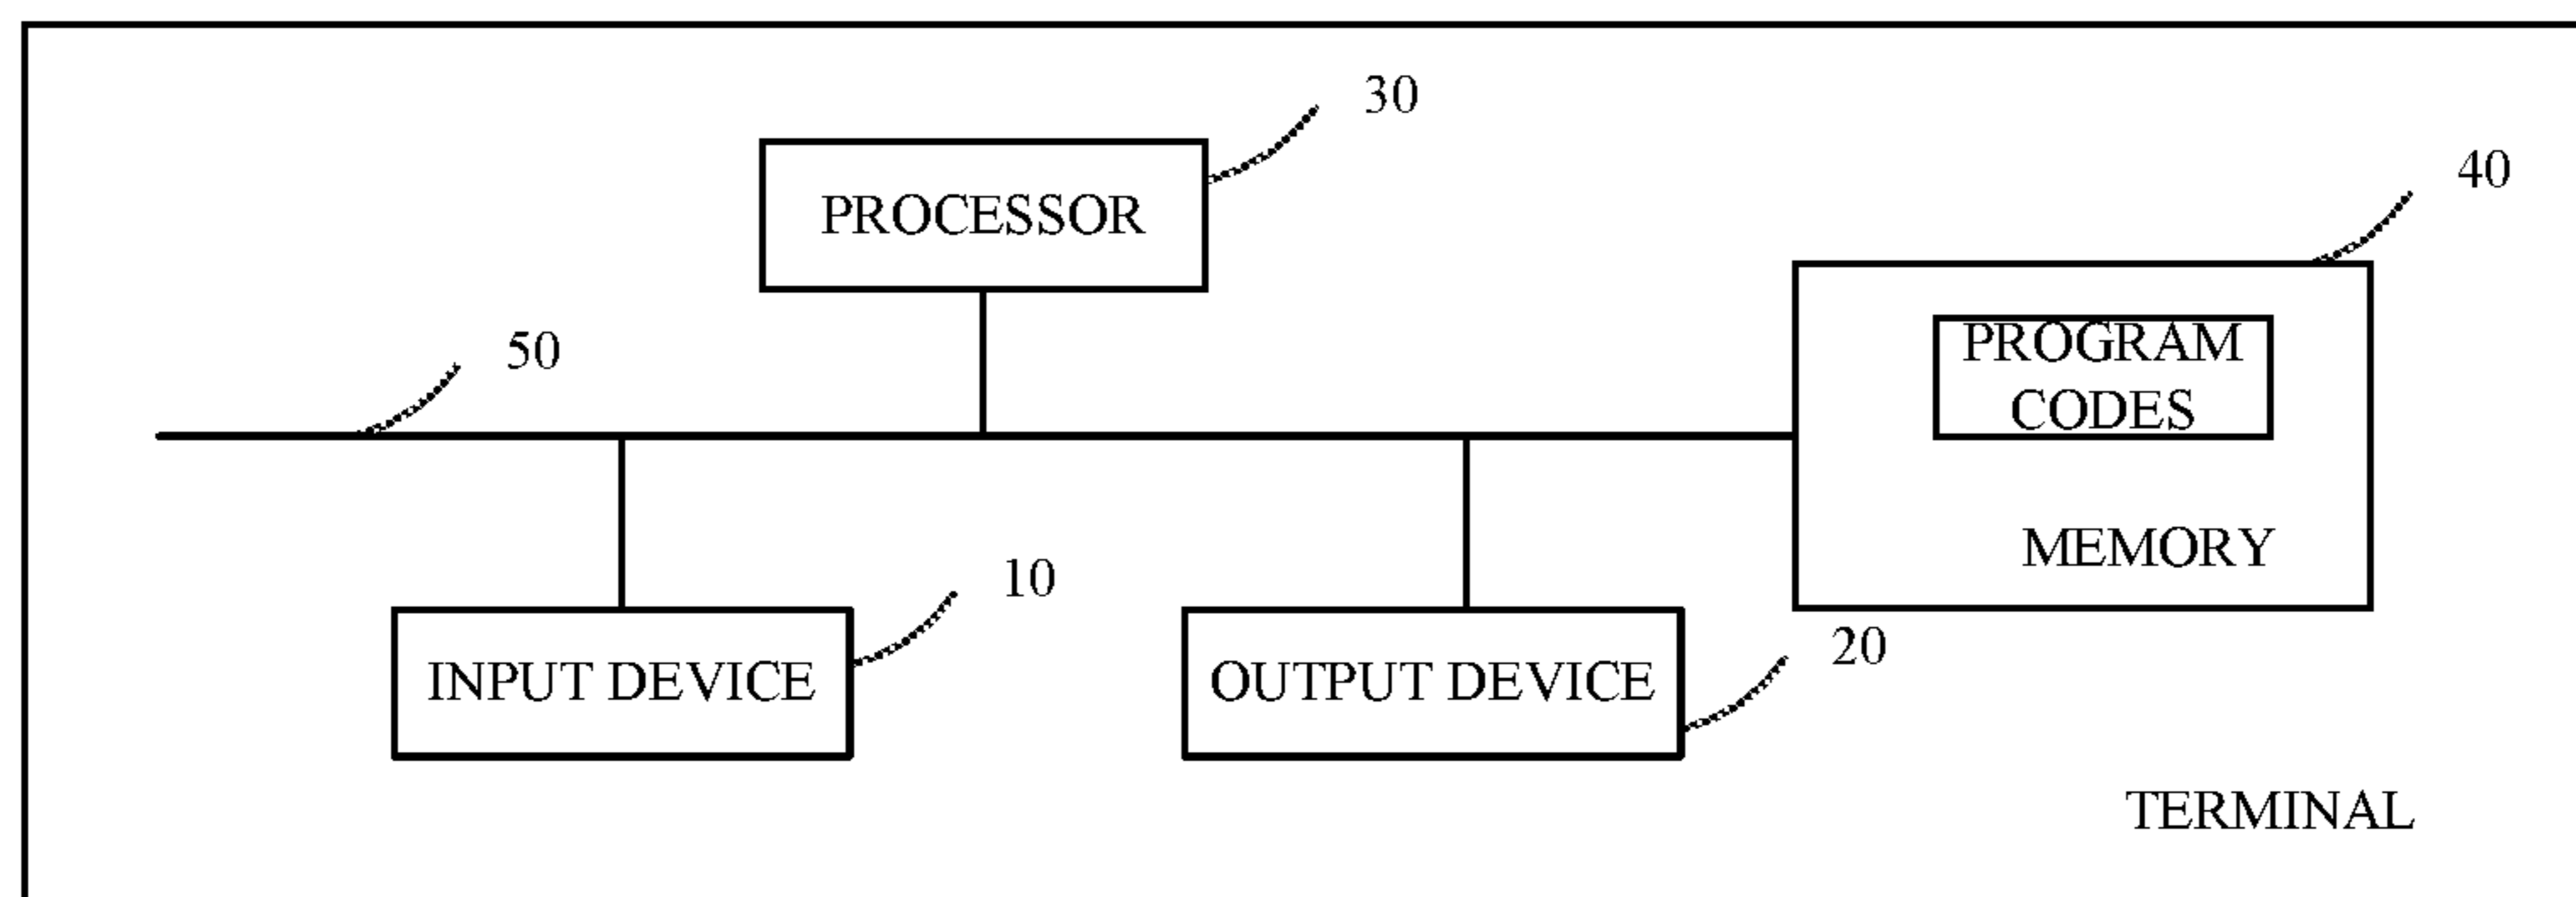 30
PROCESSOR
40
PROGRAM
CODES
50
MEMORY
10
INPUT DEVICE
20
OUTPUT DEVICE
TERMINAL